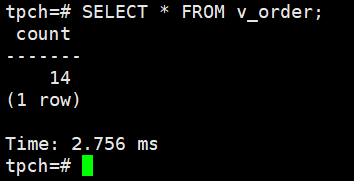 tpch=# SELECT * FROM v_order;
 count
-------
    14
(1 row)

Time: 2.756 ms
tpch=#